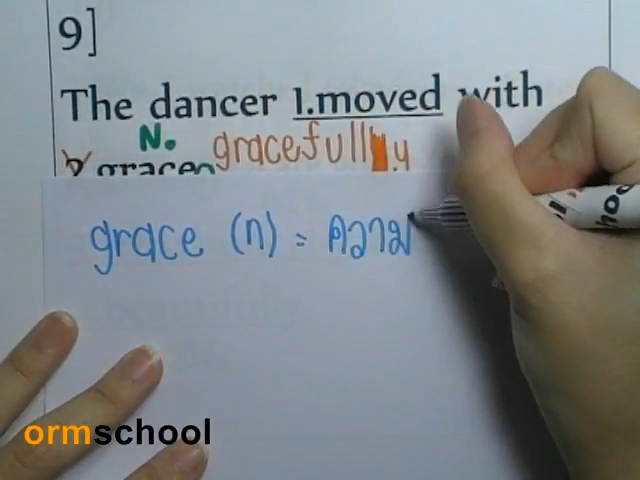 9]
The dancer 1.moved with
N. gracefully
grace
grace (n) = ความ
ormschool